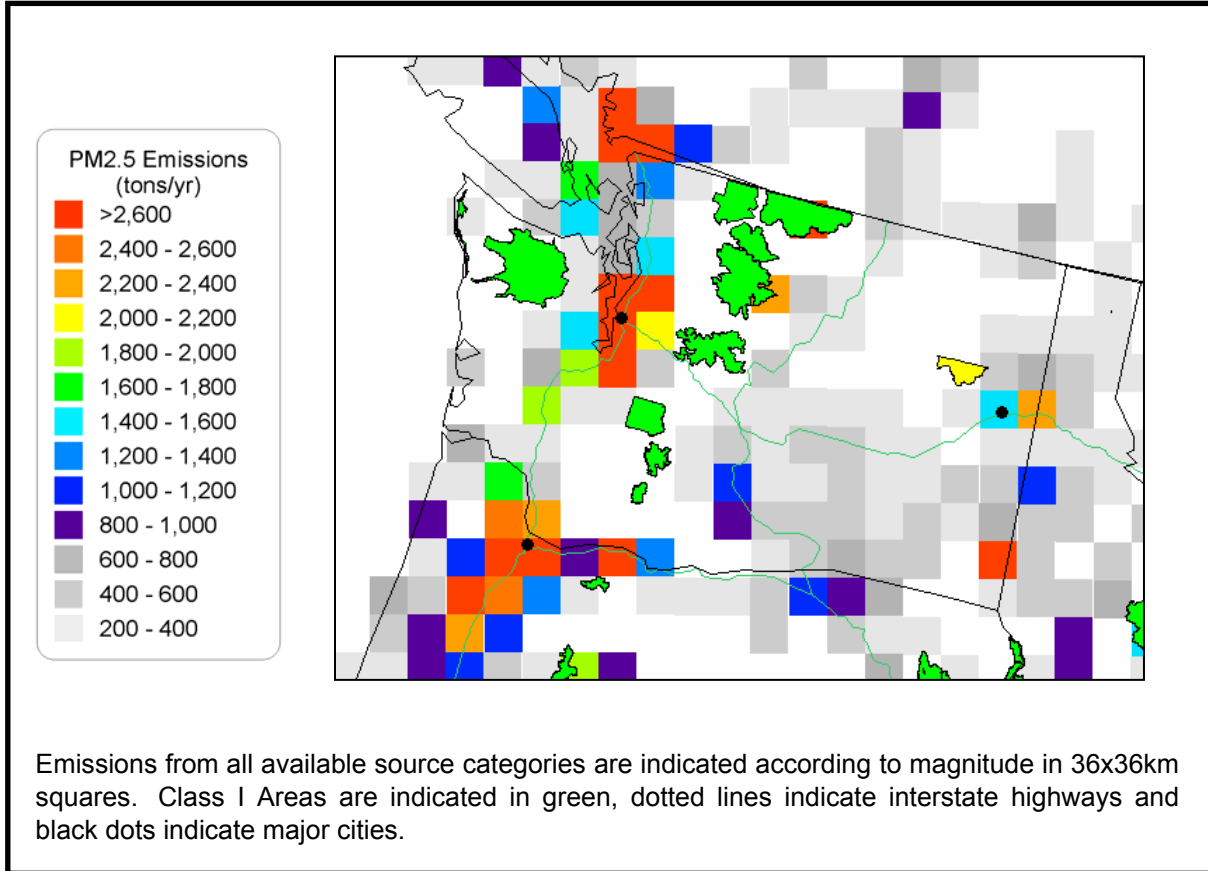 PM2.5 Emissions
(tons/yr)
>2,600
2,400 - 2,600
2,200 - 2,400
2,000 - 2,200
1,800 - 2,000
1,600 - 1,800
1,400 - 1,600
1,200 - 1,400
1,000 - 1,200
800 - 1,000
600 - 800
400 - 600
200 - 400
Emissions from all available source categories are indicated according to magnitude in 36x36km
squares. Class I Areas are indicated in green, dotted lines indicate interstate highways and
black dots indicate major cities.